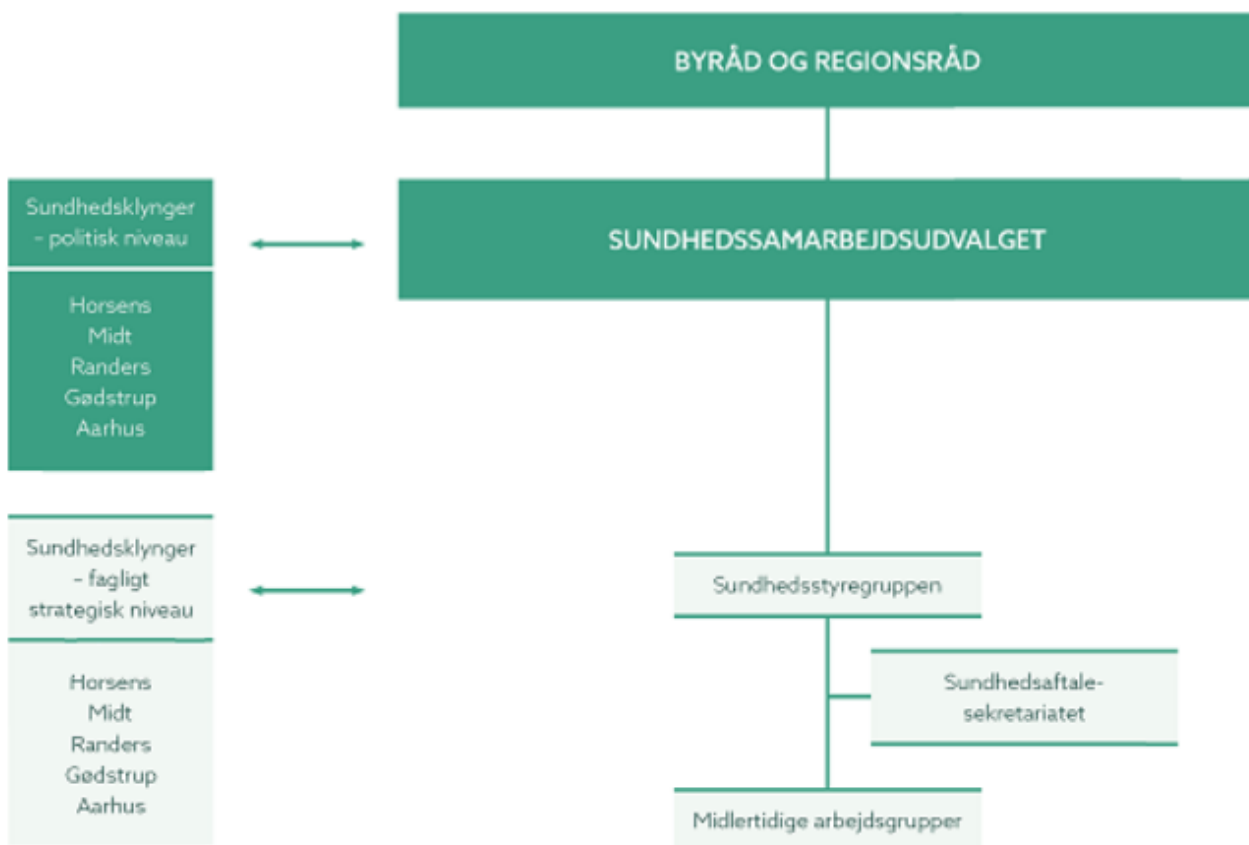 BYRÅD OG REGIONSRÅD
Sundhedsklynger
– politisk niveau
SUNDHEDSSAMARBEJDSUDVALGET
Horsens
Midt
Randers
Gødstrup
Aarhus
Sundhedsklynger
– fagligt
strategisk niveau
Sundhedsstyregruppen
Horsens
Midt
Randers
Gødstrup
Aarhus
Sundhedsaftale-
sekretariatet
Midlertidige arbejdsgrupper